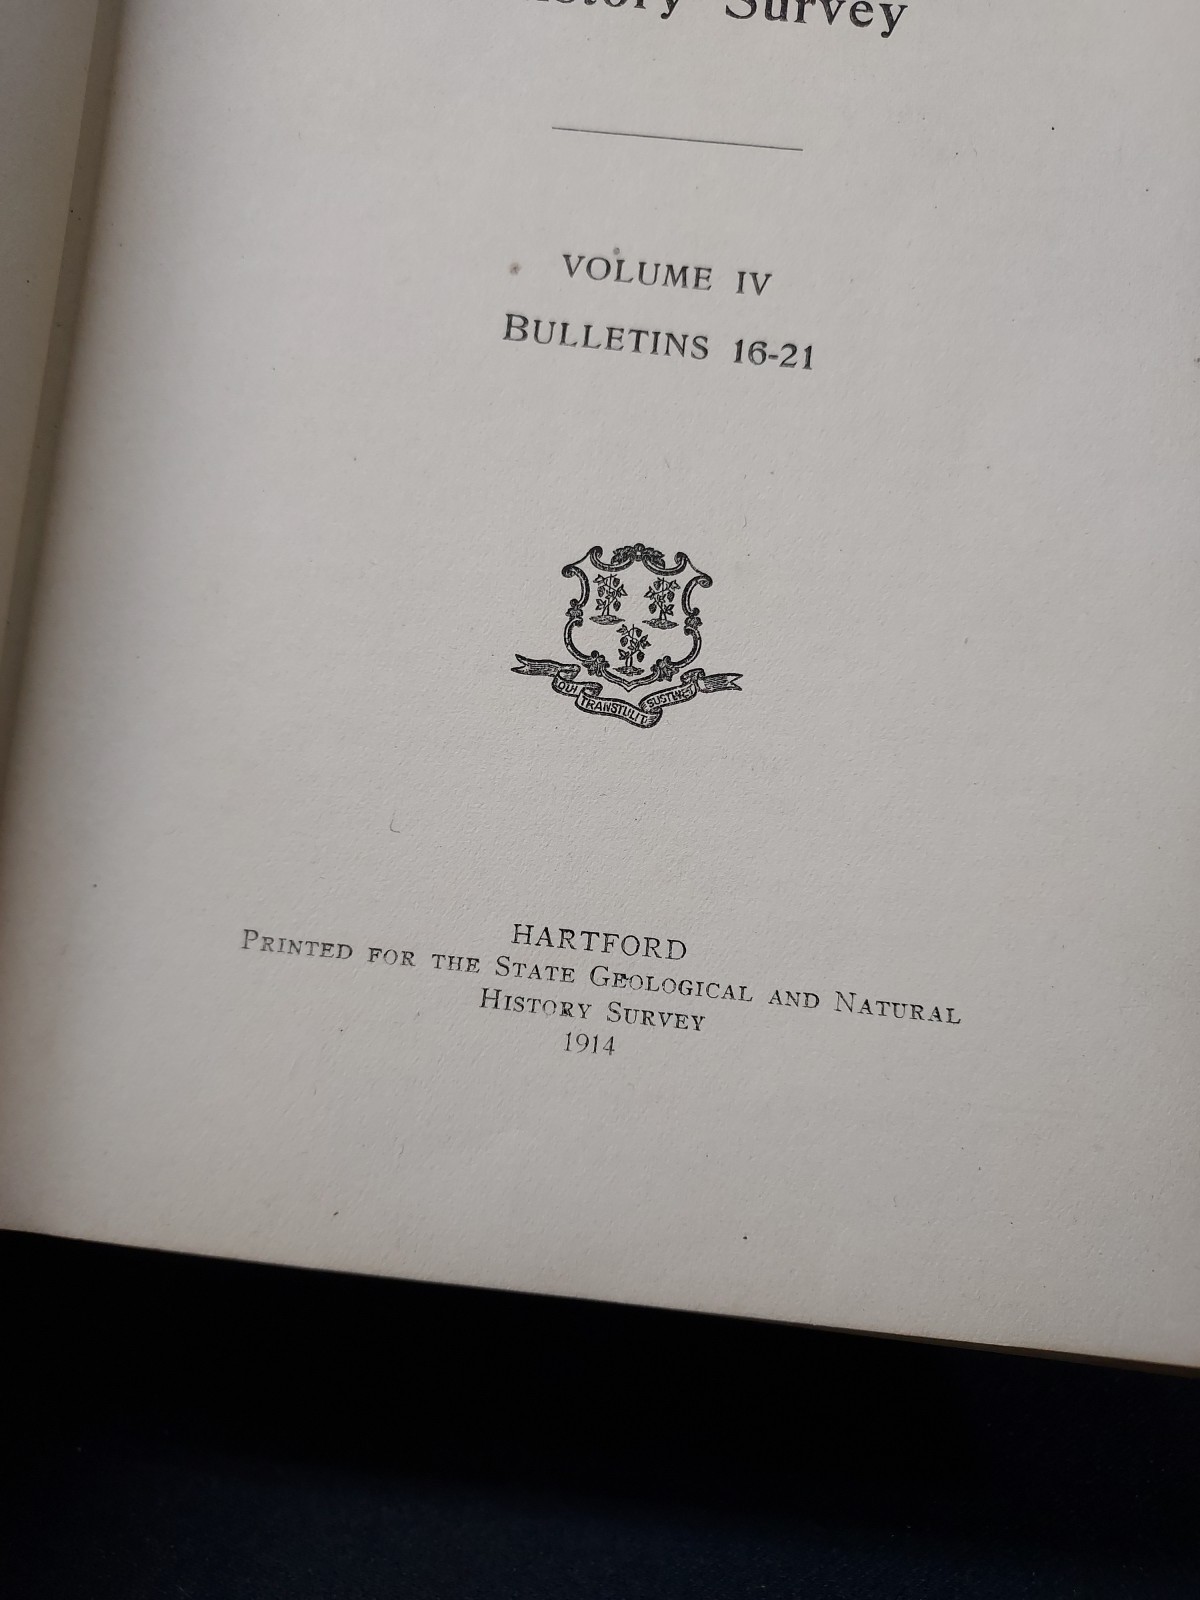 History Survey
VOLUME IV
BULLETINS 16-21
QUI TRANSTULIT SUSTINET
HARTFORD
PRINTED FOR THE STATE GEOLOGICAL AND NATURAL
HISTORY SURVEY
1914